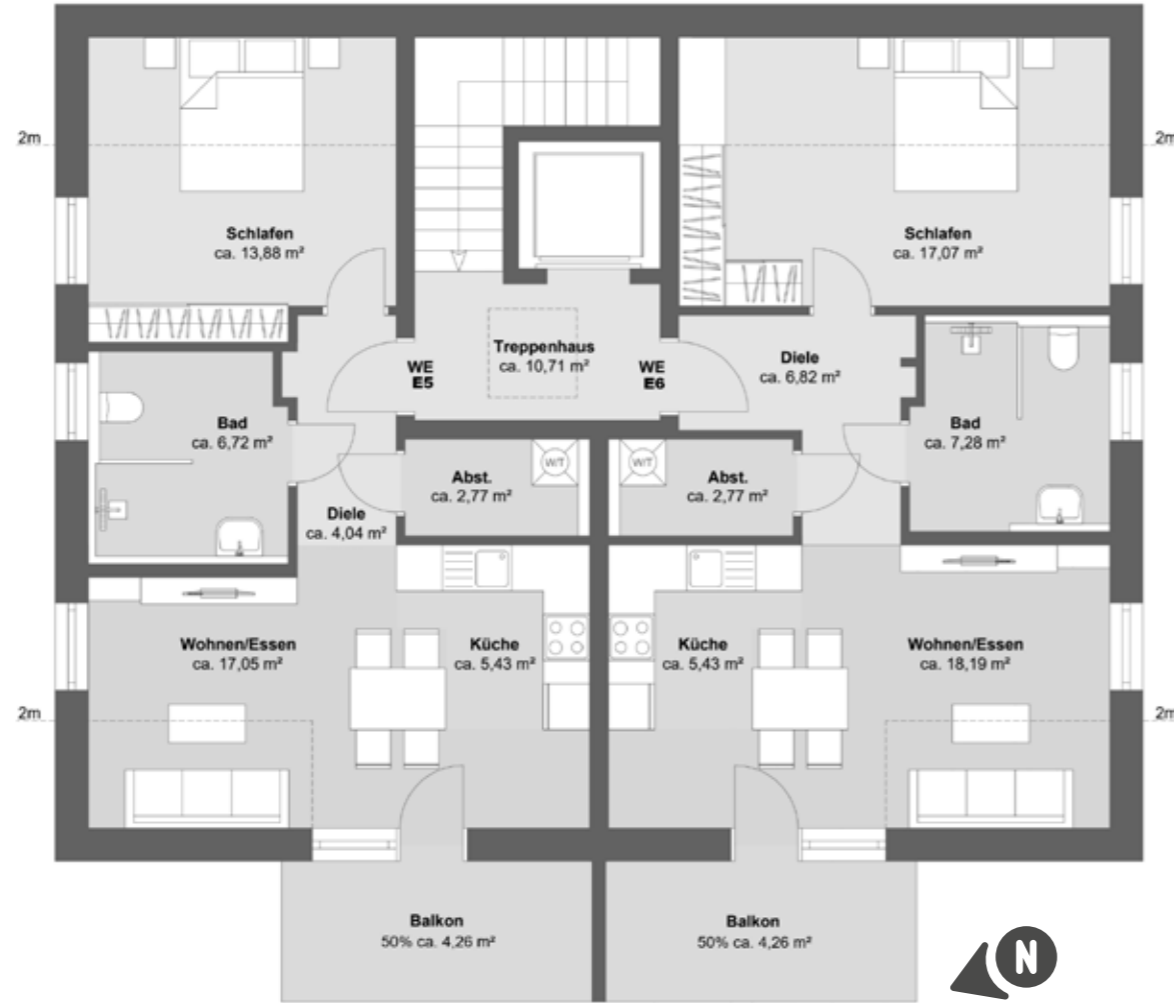 2m
2m
Schlafen
ca. 13,88 m²
Schlafen
ca. 17,07 m²
Treppenhaus
ca. 10,71 m²
WE
E5
WE
E6
Diele
ca. 6,82 m²
Bad
ca. 6,72 m²
Bad
ca. 7,28 m²
Abst.
ca. 2,77 m²
W/T
Abst.
ca. 2,77 m²
W/T
Diele
ca. 4,04 m²
Wohnen/Essen
ca. 17,05 m²
Küche
ca. 5,43 m²
Küche
ca. 5,43 m²
Wohnen/Essen
ca. 18,19 m²
2m
2m
Balkon
50% ca. 4,26 m²
Balkon
50% ca. 4,26 m²
N